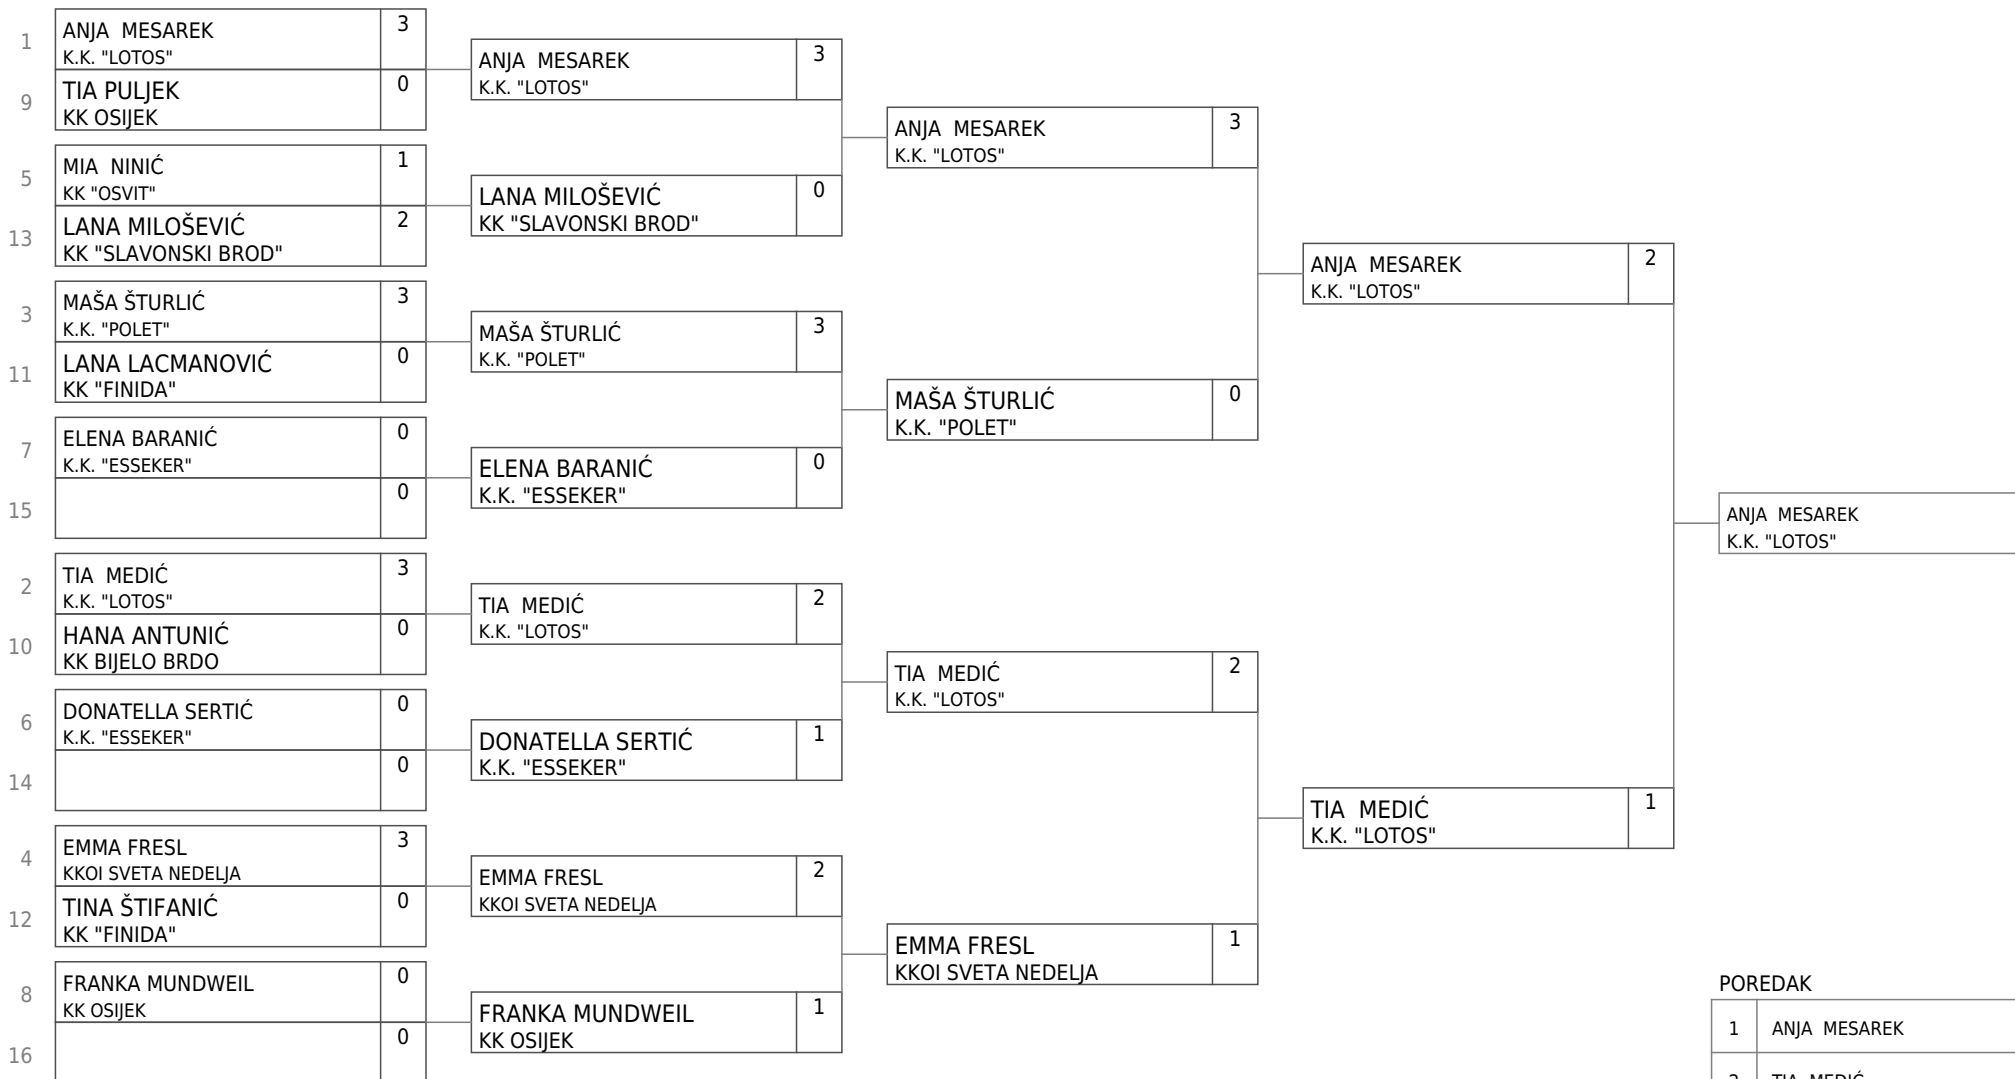 1
ANJA MESAREK 3
K.K. "LOTOS"
9
TIA PULJEK 0
KK OSIJEK
5
MIA NINIĆ 1
KK "OSVIT"
13
LANA MILOŠEVIĆ 2
KK "SLAVONSKI BROD"
3
MAŠA ŠTURLIĆ 3
K.K. "POLET"
11
LANA LACMANOVIĆ 0
KK "FINIDA"
7
ELENA BARANIĆ 0
K.K. "ESSEKER"
15
0
2
TIA MEDIĆ 3
K.K. "LOTOS"
10
HANA ANTUNIĆ 0
KK BIJELO BRDO
6
DONATELLA SERTIĆ 0
K.K. "ESSEKER"
14
0
4
EMMA FRESL 3
KKOI SVETA NEDELJA
12
TINA ŠTIFANIĆ 0
KK "FINIDA"
8
FRANKA MUNDWEIL 0
KK OSIJEK
16
0
ANJA MESAREK 3
K.K. "LOTOS"
LANA MILOŠEVIĆ 0
KK "SLAVONSKI BROD"
MAŠA ŠTURLIĆ 3
K.K. "POLET"
ELENA BARANIĆ 0
K.K. "ESSEKER"
TIA MEDIĆ 2
K.K. "LOTOS"
DONATELLA SERTIĆ 1
K.K. "ESSEKER"
EMMA FRESL 2
KKOI SVETA NEDELJA
FRANKA MUNDWEIL 1
KK OSIJEK
ANJA MESAREK 3
K.K. "LOTOS"
MAŠA ŠTURLIĆ 0
K.K. "POLET"
TIA MEDIĆ 2
K.K. "LOTOS"
EMMA FRESL 1
KKOI SVETA NEDELJA
ANJA MESAREK 2
K.K. "LOTOS"
TIA MEDIĆ 1
K.K. "LOTOS"
ANJA MESAREK
K.K. "LOTOS"
POREDAK
1 ANJA MESAREK
2 TIA MEDIĆ